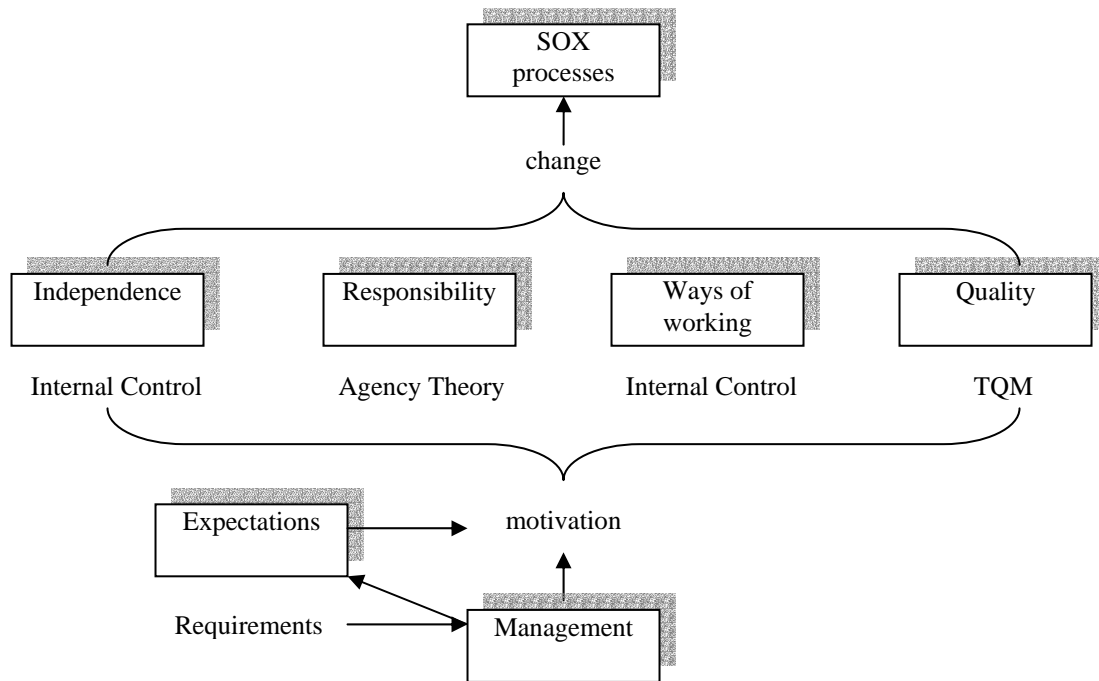 SOX
processes
change
Independence
Responsibility
Ways of
working
Quality
Internal Control
Agency Theory
Internal Control
TQM
Expectations
motivation
Requirements
Management